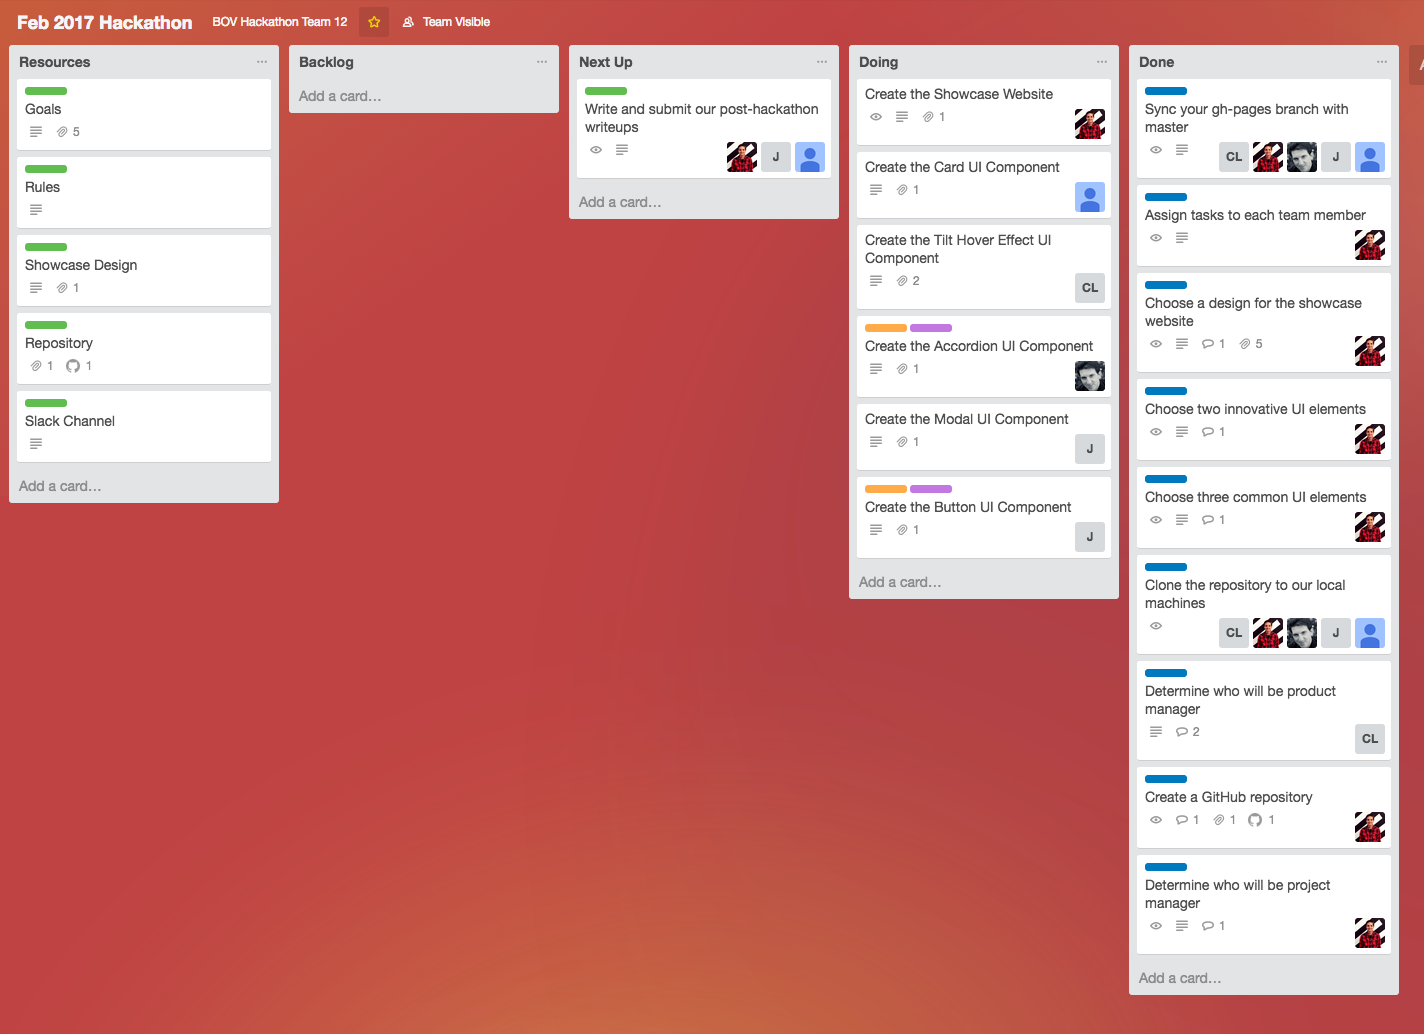 Feb 2017 Hackathon BOV Hackathon Team 12 Team Visible
Resources
Goals
5
Rules
Showcase Design
1
Repository
1 1
Slack Channel
Add a card…
Backlog
Add a card…
Next Up
Write and submit our post-hackathon
writeups
J
Add a card…
Doing
Create the Showcase Website
1
Create the Card UI Component
1
Create the Tilt Hover Effect UI
Component
2
CL
Create the Accordion UI Component
1
Create the Modal UI Component
1
J
Create the Button UI Component
1
J
Add a card…
Done
Sync your gh-pages branch with
master
CL J
Assign tasks to each team member
Choose a design for the showcase
website
1 5
Choose two innovative UI elements
1
Choose three common UI elements
1
Clone the repository to our local
machines
CL J
Determine who will be product
manager
2
CL
Create a GitHub repository
1 1 1
Determine who will be project
manager
1
Add a card…